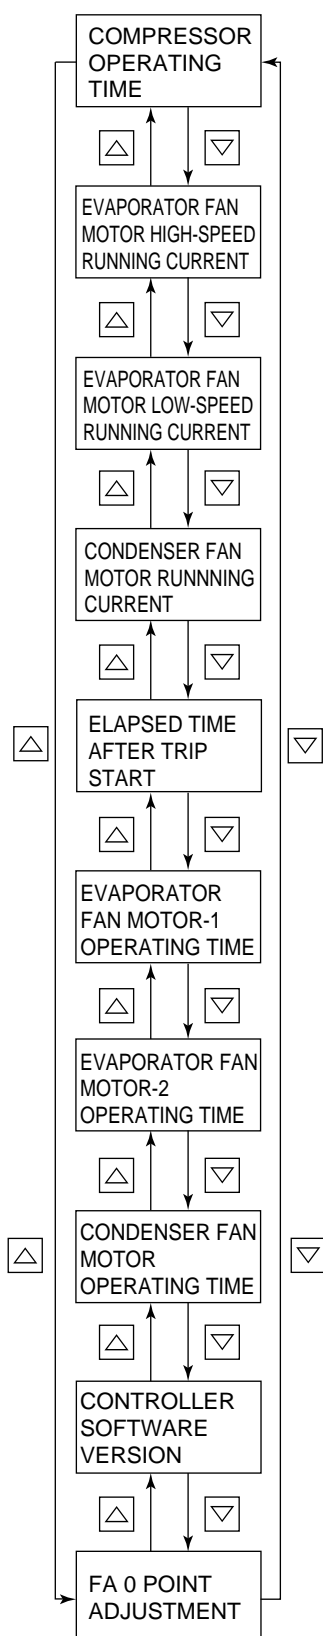 COMPRESSOR
OPERATING
TIME
EVAPORATOR FAN
MOTOR HIGH-SPEED
RUNNING CURRENT
EVAPORATOR FAN
MOTOR LOW-SPEED
RUNNING CURRENT
CONDENSER FAN
MOTOR RUNNNING
CURRENT
ELAPSED TIME
AFTER TRIP
START
EVAPORATOR
FAN MOTOR-1
OPERATING TIME
EVAPORATOR FAN
MOTOR-2
OPERATING TIME
CONDENSER FAN
MOTOR
OPERATING TIME
CONTROLLER
SOFTWARE
VERSION
FA 0 POINT
ADJUSTMENT